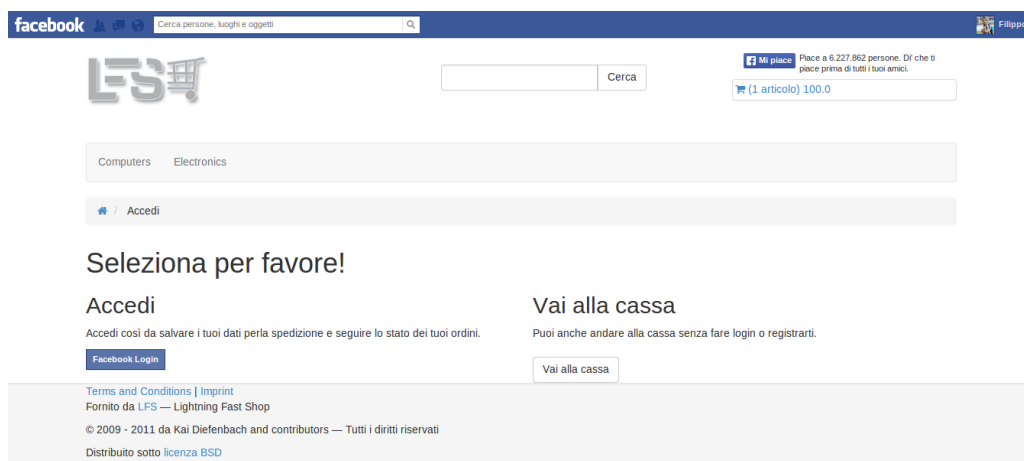 facebook
Cerca persone, luoghi e oggetti
Filippo
LFS
Cerca
Mi piace
Piace a 6.227.862 persone. Di' che ti
piace prima di tutti i tuoi amici.
(1 articolo) 100.0
Computers Electronics
/ Accedi
Seleziona per favore!
Accedi
Accedi così da salvare i tuoi dati perla spedizione e seguire lo stato dei tuoi ordini.
Facebook Login
Vai alla cassa
Puoi anche andare alla cassa senza fare login o registrarti.
Vai alla cassa
Terms and Conditions | Imprint
Fornito da LFS — Lightning Fast Shop
© 2009 - 2011 da Kai Diefenbach and contributors — Tutti i diritti riservati
Distribuito sotto licenza BSD